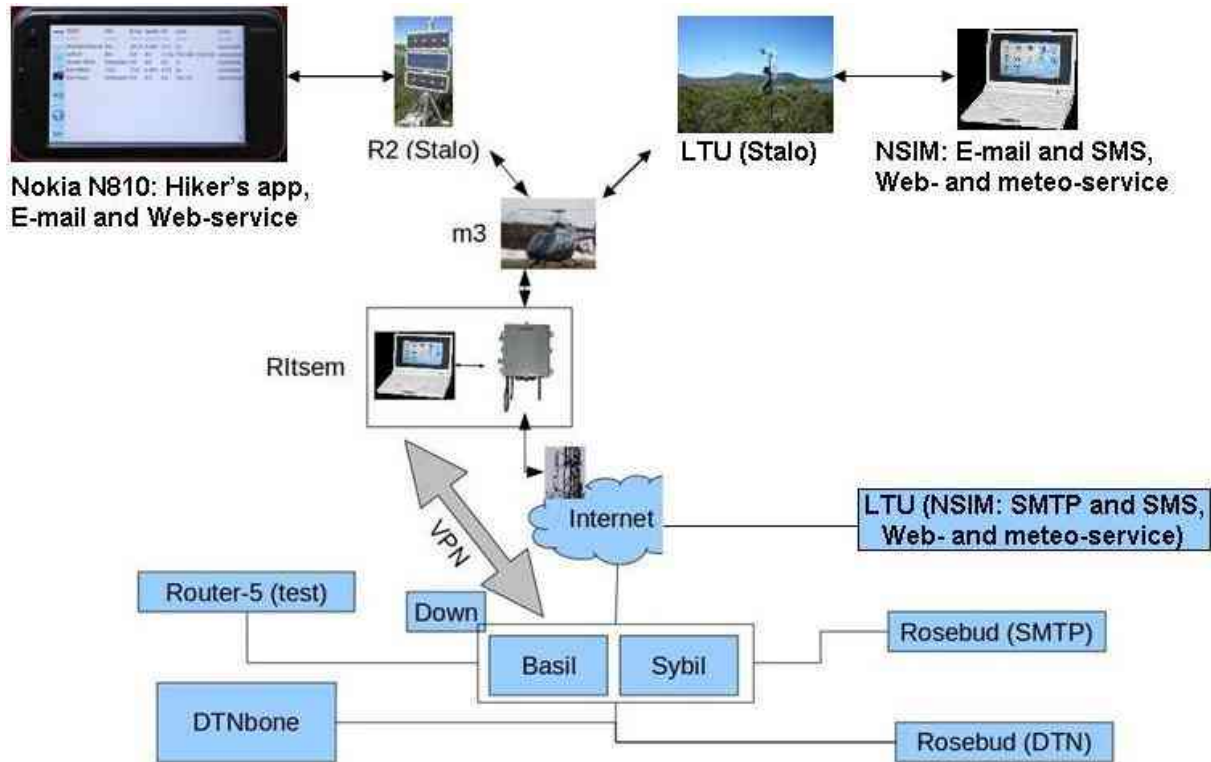 R2 (Stalo)
LTU (Stalo)
NSIM: E-mail and SMS,
Web- and meteo-service
Nokia N810: Hiker's app,
E-mail and Web-service
m3
RItsem
VPN
Internet
LTU (NSIM: SMTP and SMS,
Web- and meteo-service)
Router-5 (test)
Down
Basil
Sybil
Rosebud (SMTP)
DTNbone
Rosebud (DTN)